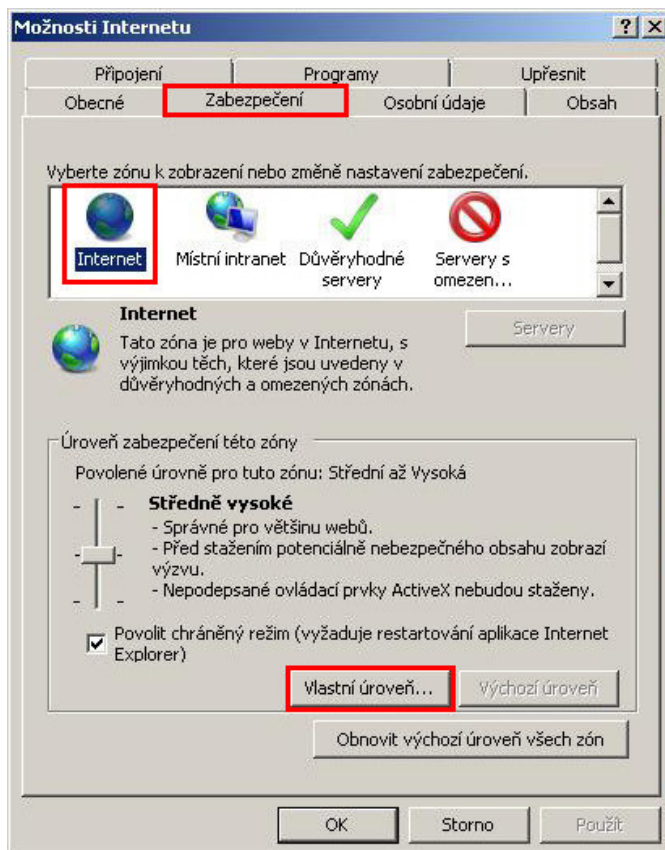 Možnosti Internetu
Připojení Programy Upřesnit
Obecné Zabezpečení Osobní údaje Obsah
Vyberte zónu k zobrazení nebo změně nastavení zabezpečení.
Internet Místní intranet Důvěryhodné servery Servery s omezen...
Internet
Servery
Tato zóna je pro weby v Internetu, s
výjimkou těch, které jsou uvedeny v
důvěryhodných a omezených zónách.
Úroveň zabezpečení této zóny
Povolené úrovně pro tuto zónu: Střední až Vysoká
Středně vysoké
- Správné pro většinu webů.
- Před stažením potenciálně nebezpečného obsahu zobrazí
výzvu.
- Nepodepsané ovládací prvky ActiveX nebudou staženy.
Povolit chráněný režim (vyžaduje restartování aplikace Internet
Explorer)
Vlastní úroveň... Výchozí úroveň
Obnovit výchozí úroveň všech zón
OK Storno Použít